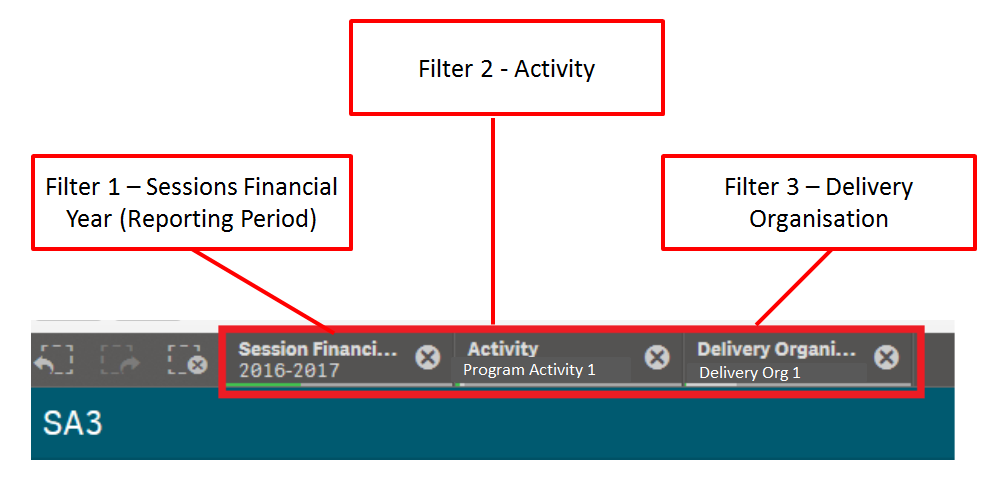 Filter 2 - Activity
Filter 1 – Sessions Financial
Year (Reporting Period)
Filter 3 – Delivery
Organisation
Session Financi...
2016-2017
Activity
Program Activity 1
Delivery Organi...
Delivery Org 1
SA3